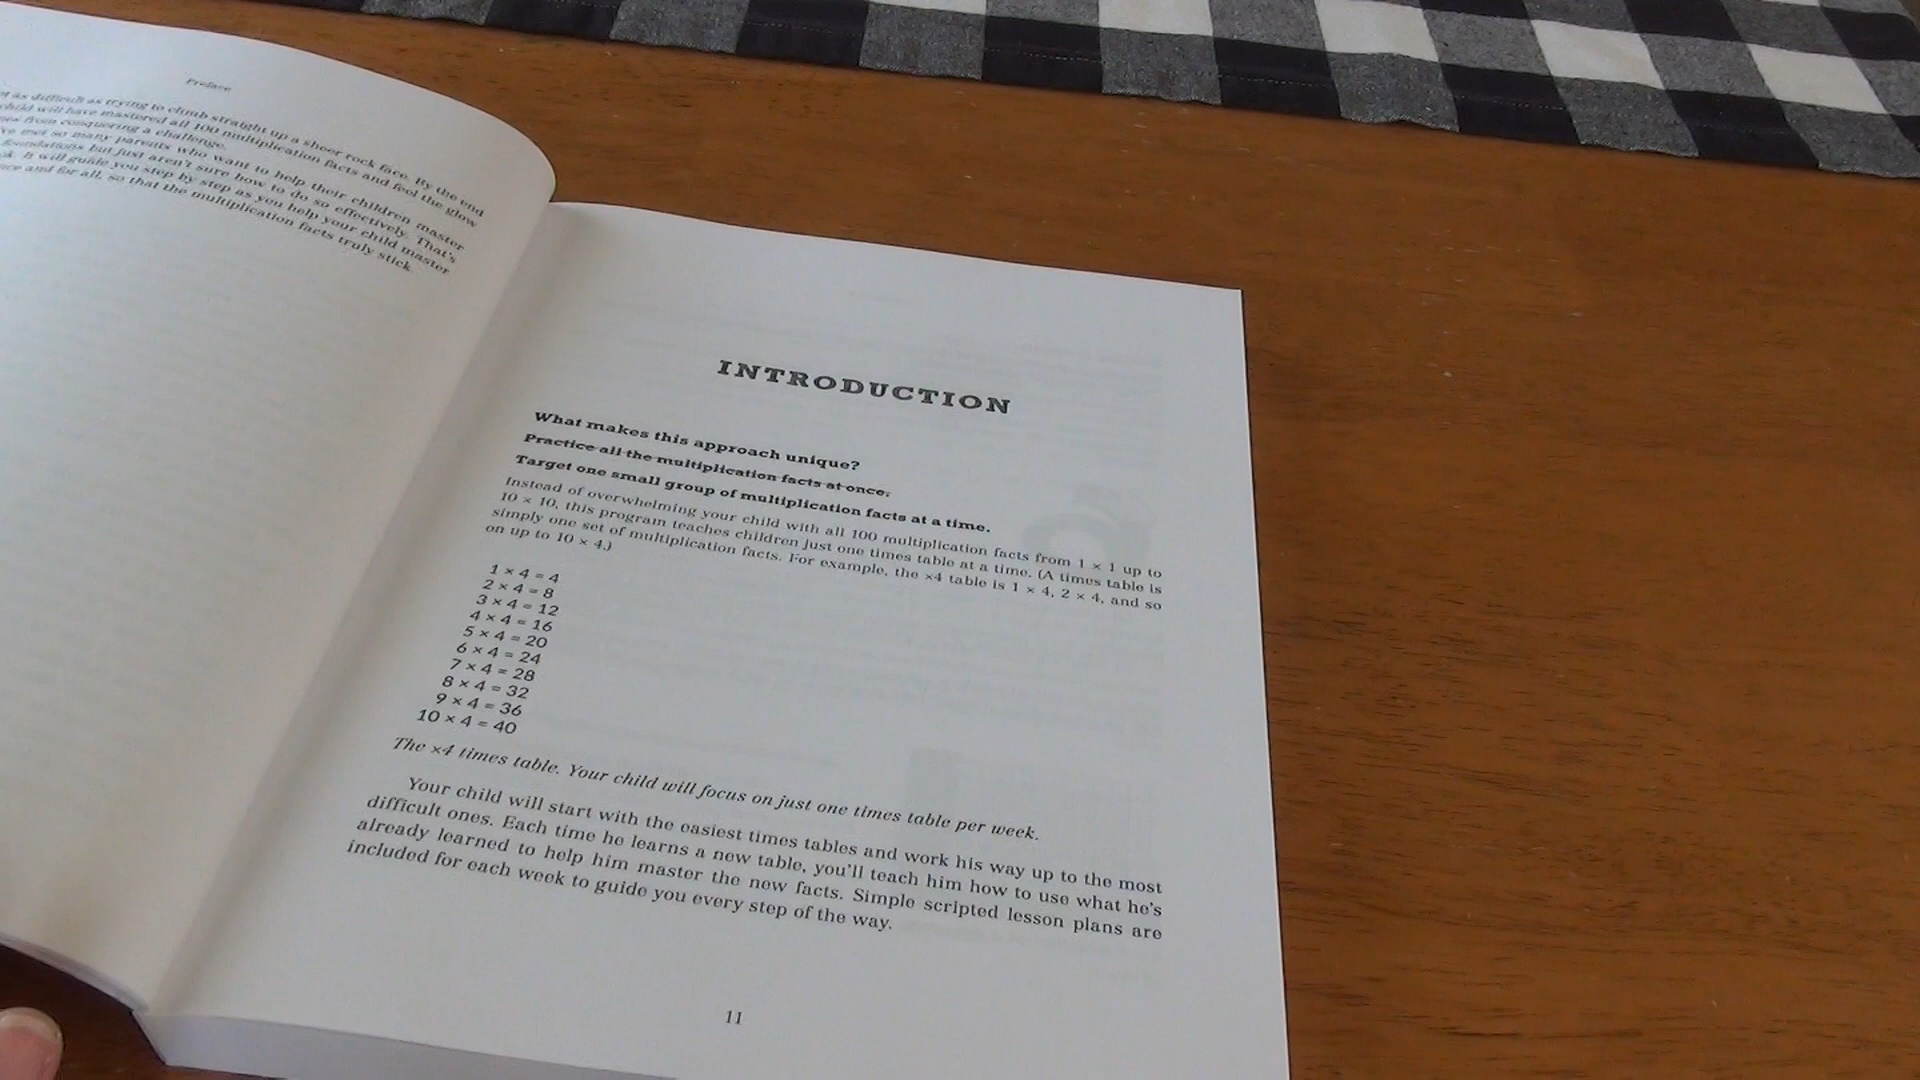 Preface
as difficult as trying to climb straight up a sheer rock face. By the end
child will have mastered all 100 multiplication facts and feel the glow
from conquering a challenge.
met so many parents who want to help their children master
foundations but just aren't sure how to do so effectively. That's
It will guide you step by step as you help your child master
and for all, so that the multiplication facts truly stick.
INTRODUCTION
What makes this approach unique?
Practice all the multiplication facts at once.
Target one small group of multiplication facts at a time.
Instead of overwhelming your child with all 100 multiplication facts from 1 × 1 up to
10 × 10, this program teaches children just one times table at a time. (A times table is
simply one set of multiplication facts. For example, the ×4 table is 1 × 4, 2 × 4, and so
on up to 10 × 4.)
1 × 4 = 4
2 × 4 = 8
3 × 4 = 12
4 × 4 = 16
5 × 4 = 20
6 × 4 = 24
7 × 4 = 28
8 × 4 = 32
9 × 4 = 36
10 × 4 = 40
The ×4 times table. Your child will focus on just one times table per week.
Your child will start with the easiest times tables and work his way up to the most
difficult ones. Each time he learns a new table, you'll teach him how to use what he's
already learned to help him master the new facts. Simple scripted lesson plans are
included for each week to guide you every step of the way.
11